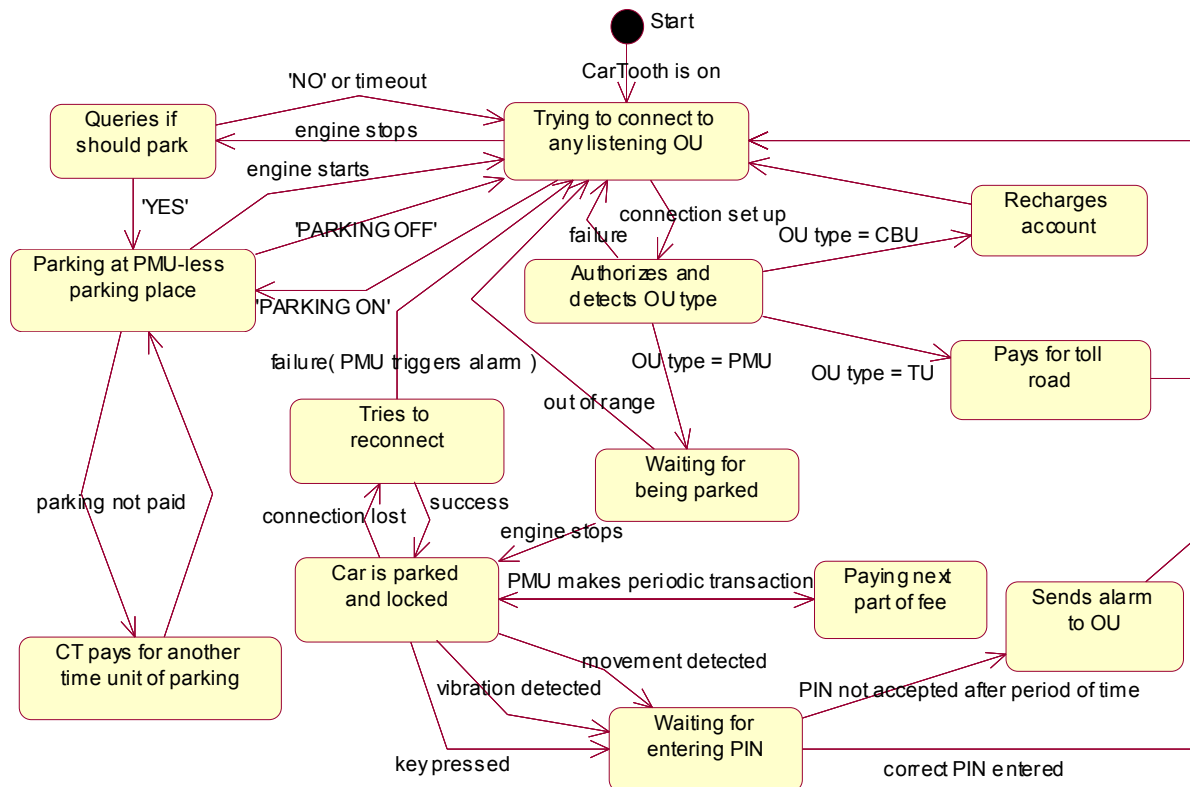 Start
CarTooth is on
'NO' or timeout
Queries if
should park
engine stops
Trying to connect to
any listening OU
engine starts
'YES'
'PARKING OFF'
connection set up
failure
Recharges
account
OU type = CBU
Parking at PMU-less
parking place
Authorizes and
detects OU type
'PARKING ON'
failure( PMU triggers alarm )
OU type = PMU
OU type = TU
Pays for toll
road
out of range
Tries to
reconnect
Waiting for
being parked
parking not paid
connection lost
success
engine stops
Car is parked
and locked
PMU makes periodic transaction
Paying next
part of fee
Sends alarm
to OU
CT pays for another
time unit of parking
movement detected
vibration detected
PIN not accepted after period of time
Waiting for
entering PIN
key pressed
correct PIN entered